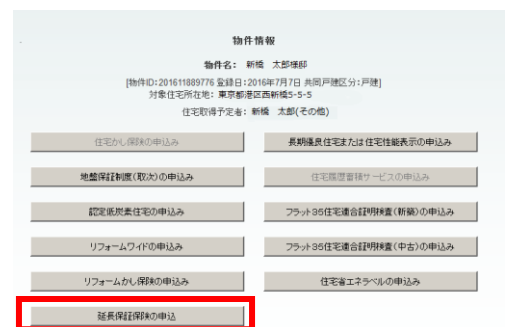 物件情報
物件名： 新橋 太郎様邸
[物件ID:201611889776 登録日:2016年7月7日 共同戸建区分:戸建]
対象住宅所在地： 東京都港区西新橋5-5-5
住宅取得予定者： 新橋 太郎(その他)
住宅かし保険の申込み
長期優良住宅または住宅性能表示の申込み
地盤保証制度(取次)の申込み
住宅履歴蓄積サービスの申込み
認定低炭素住宅の申込み
フラット35住宅適合証明検査(新築)の申込み
リフォームワイドの申込み
フラット35住宅適合証明検査(中古)の申込み
リフォームかし保険の申込み
住宅省エネラベルの申込み
延長保証保険の申込